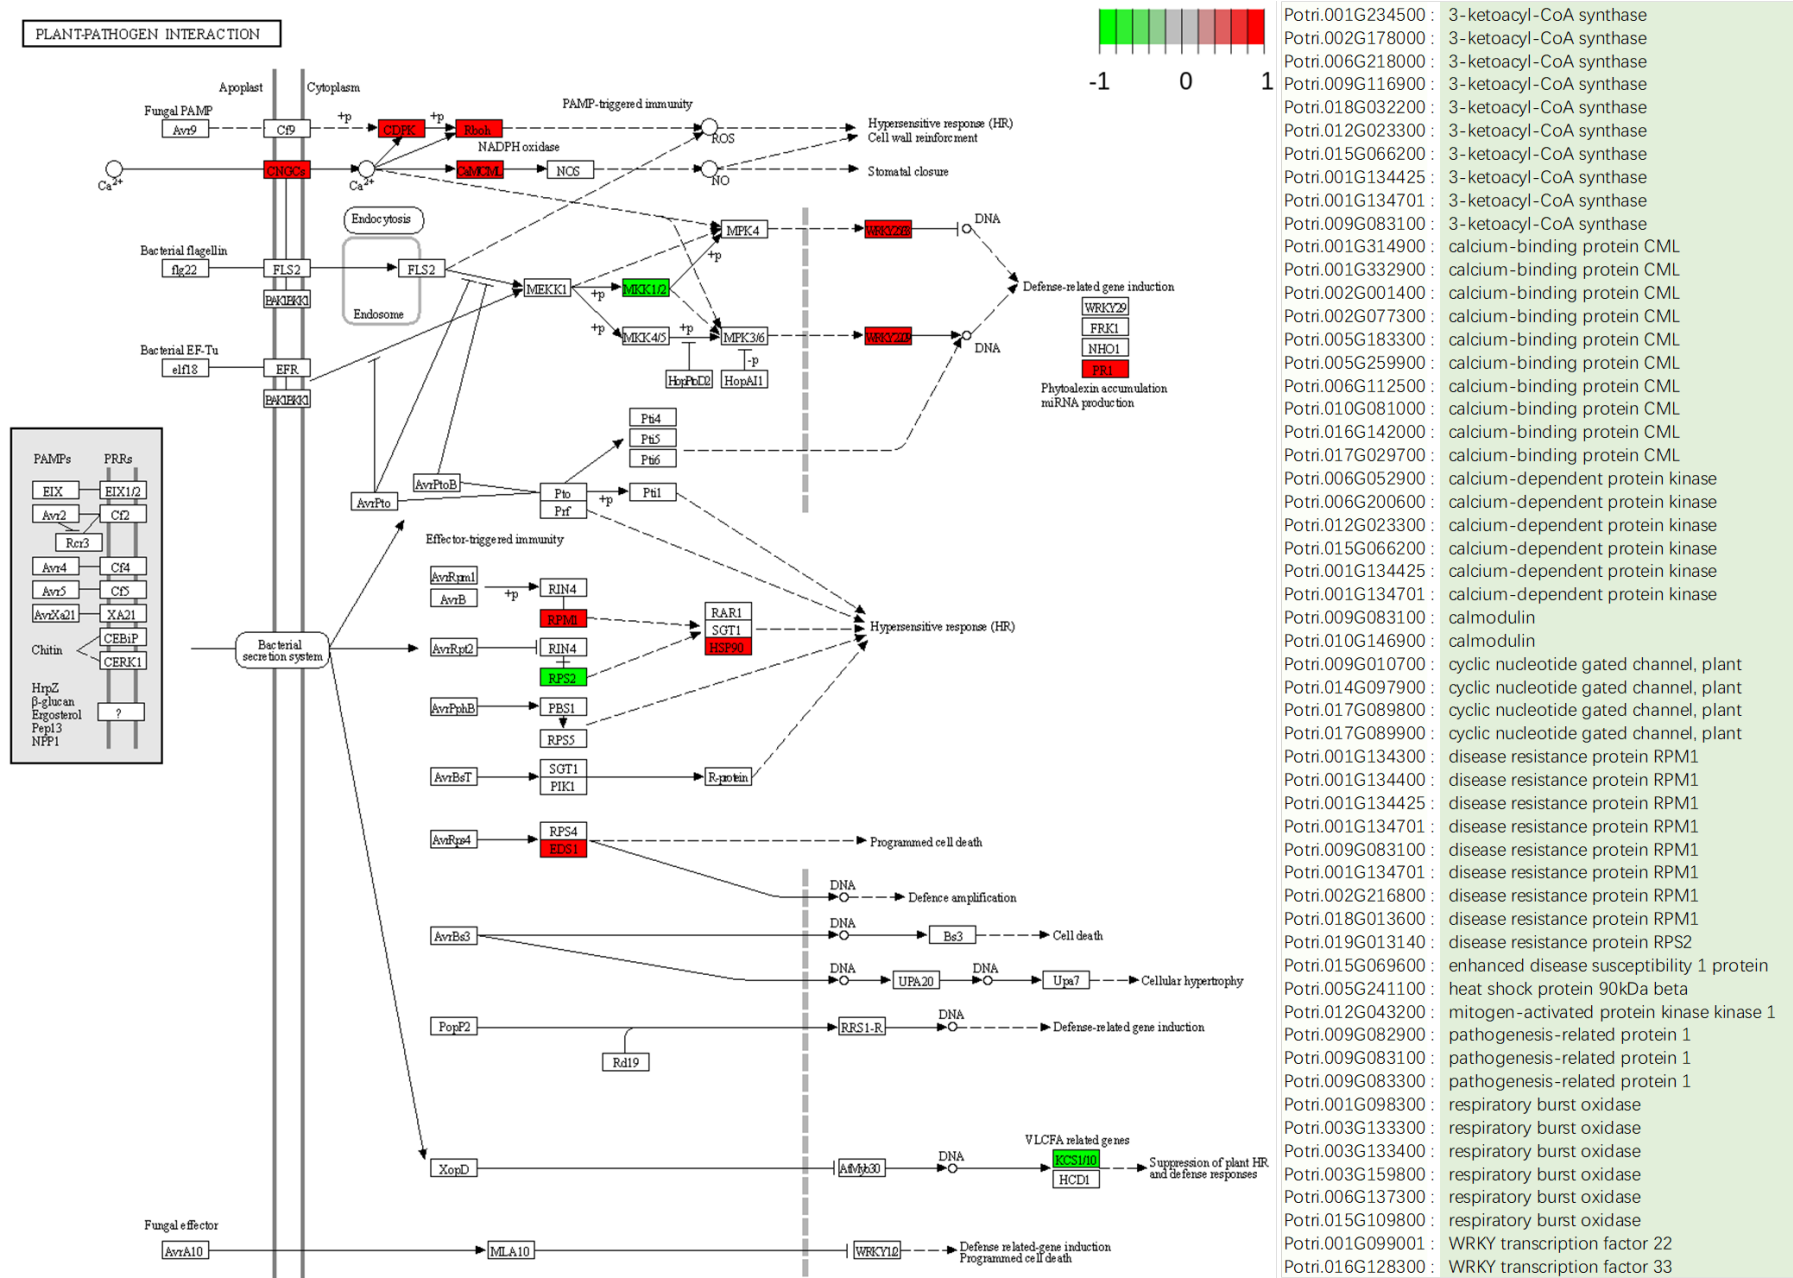 PLANT-PATHOGEN INTERACTION
-1 0 1
Apoplast Cytoplasm
Fungal PAMP
PAMP-triggered immunity
Avr9 Cf9 +p CDPK +p Rboh ROS
Hypersensitive response (HR)
Cell wall reinforcment
NADPH oxidase
Ca2+ CNGCs Ca2+ CaMCML NOS NO Stomatal closure
Endocytosis
MPK4 WRKY25/33 DNA
Bacterial flagellin
flg22 FLS2 FLS2 +p
BAK1/BKK1
MEKK1 +p MKK1/2
Defense-related gene induction
WRKY29
FRK1
NHO1
PR1
Phytoalexin accumulation
miRNA production
Endosome
+p MKK4/5 +p MPK3/6 WRKY22/29 DNA
-p
HopPtoD2 HopAI1
Bacterial EF-Tu
elf18 EFR
BAK1/BKK1
Pti4
Pti5
Pti6
AvrPtoB
AvrPto
Pto +p Pti1
Prf
PAMPs PRRs
EIX EIX1/2
Avr2 Cf2
Rcr3
Avr4 Cf4
Avr5 Cf5
AvrXa21 XA21
Chitin CEBiP
CERK1
HrpZ
β-glucan
Ergosterol
Pep13
NPP1
?
Effector-triggered immunity
AvrRpm1
AvrB
+p RIN4
RPM1
RAR1
SGT1
HSP90
Hypersensitive response (HR)
Bacterial
secretion system
AvrRpt2 RIN4
RPS2
AvrPphB PBS1
RPS5
AvrBsT SGT1
PIK1
R-protein
AvrRps4 RPS4
EDS1
Programmed cell death
DNA Defence amplification
AvrBs3 DNA Bs3 Cell death
DNA UPA20 DNA Upa7 Cellular hypertrophy
PopP2 RRS1-R DNA Defense-related gene induction
Rd19
VLCFA related genes
XopD AtMyb30 DNA KCS1/10
HCD1
Suppression of plant HR
and defense responses
Fungal effector
AvrA10 MLA10 WRKY1/2
Defense related-gene induction
Programmed cell death
Potri.001G234500 : 3-ketoacyl-CoA synthase
Potri.002G178000 : 3-ketoacyl-CoA synthase
Potri.006G218000 : 3-ketoacyl-CoA synthase
Potri.009G116900 : 3-ketoacyl-CoA synthase
Potri.018G032200 : 3-ketoacyl-CoA synthase
Potri.012G023300 : 3-ketoacyl-CoA synthase
Potri.015G066200 : 3-ketoacyl-CoA synthase
Potri.001G134425 : 3-ketoacyl-CoA synthase
Potri.001G134701 : 3-ketoacyl-CoA synthase
Potri.009G083100 : 3-ketoacyl-CoA synthase
Potri.001G314900 : calcium-binding protein CML
Potri.001G332900 : calcium-binding protein CML
Potri.002G001400 : calcium-binding protein CML
Potri.002G077300 : calcium-binding protein CML
Potri.005G183300 : calcium-binding protein CML
Potri.005G259900 : calcium-binding protein CML
Potri.006G112500 : calcium-binding protein CML
Potri.010G081000 : calcium-binding protein CML
Potri.016G142000 : calcium-binding protein CML
Potri.017G029700 : calcium-binding protein CML
Potri.006G052900 : calcium-dependent protein kinase
Potri.006G200600 : calcium-dependent protein kinase
Potri.012G023300 : calcium-dependent protein kinase
Potri.015G066200 : calcium-dependent protein kinase
Potri.001G134425 : calcium-dependent protein kinase
Potri.001G134701 : calcium-dependent protein kinase
Potri.009G083100 : calmodulin
Potri.010G146900 : calmodulin
Potri.009G010700 : cyclic nucleotide gated channel, plant
Potri.014G097900 : cyclic nucleotide gated channel, plant
Potri.017G089800 : cyclic nucleotide gated channel, plant
Potri.017G089900 : cyclic nucleotide gated channel, plant
Potri.001G134300 : disease resistance protein RPM1
Potri.001G134400 : disease resistance protein RPM1
Potri.001G134425 : disease resistance protein RPM1
Potri.001G134701 : disease resistance protein RPM1
Potri.009G083100 : disease resistance protein RPM1
Potri.001G134701 : disease resistance protein RPM1
Potri.002G216800 : disease resistance protein RPM1
Potri.018G013600 : disease resistance protein RPM1
Potri.019G013140 : disease resistance protein RPS2
Potri.015G069600 : enhanced disease susceptibility 1 protein
Potri.005G241100 : heat shock protein 90kDa beta
Potri.012G043200 : mitogen-activated protein kinase kinase 1
Potri.009G082900 : pathogenesis-related protein 1
Potri.009G083100 : pathogenesis-related protein 1
Potri.009G083300 : pathogenesis-related protein 1
Potri.001G098300 : respiratory burst oxidase
Potri.003G133300 : respiratory burst oxidase
Potri.003G133400 : respiratory burst oxidase
Potri.003G159800 : respiratory burst oxidase
Potri.006G137300 : respiratory burst oxidase
Potri.015G109800 : respiratory burst oxidase
Potri.001G099001 : WRKY transcription factor 22
Potri.016G128300 : WRKY transcription factor 33